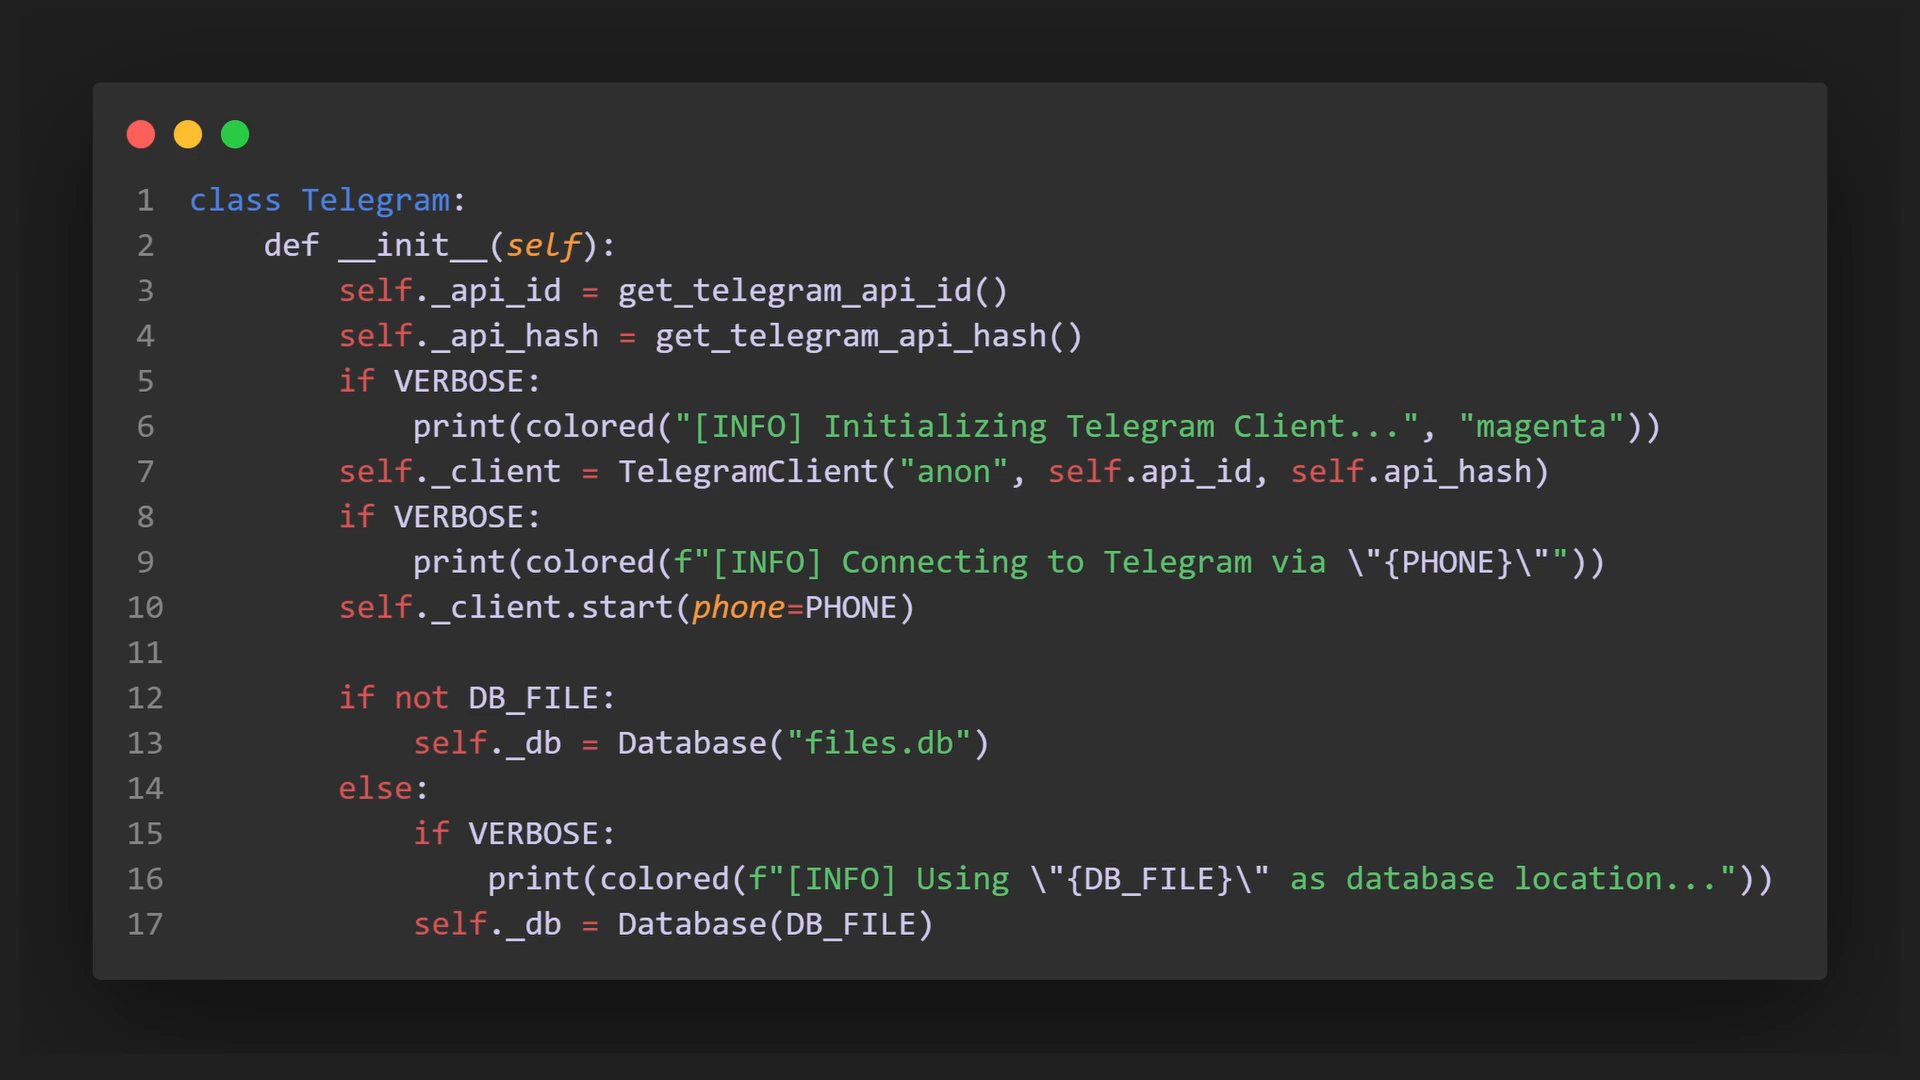 1 class Telegram:
2     def __init__(self):
3         self._api_id = get_telegram_api_id()
4         self._api_hash = get_telegram_api_hash()
5         if VERBOSE:
6             print(colored("[INFO] Initializing Telegram Client...", "magenta"))
7         self._client = TelegramClient("anon", self.api_id, self.api_hash)
8         if VERBOSE:
9             print(colored(f"[INFO] Connecting to Telegram via \"{PHONE}\""))
10         self._client.start(phone=PHONE)
11
12         if not DB_FILE:
13             self._db = Database("files.db")
14         else:
15             if VERBOSE:
16                 print(colored(f"[INFO] Using \"{DB_FILE}\" as database location..."))
17             self._db = Database(DB_FILE)